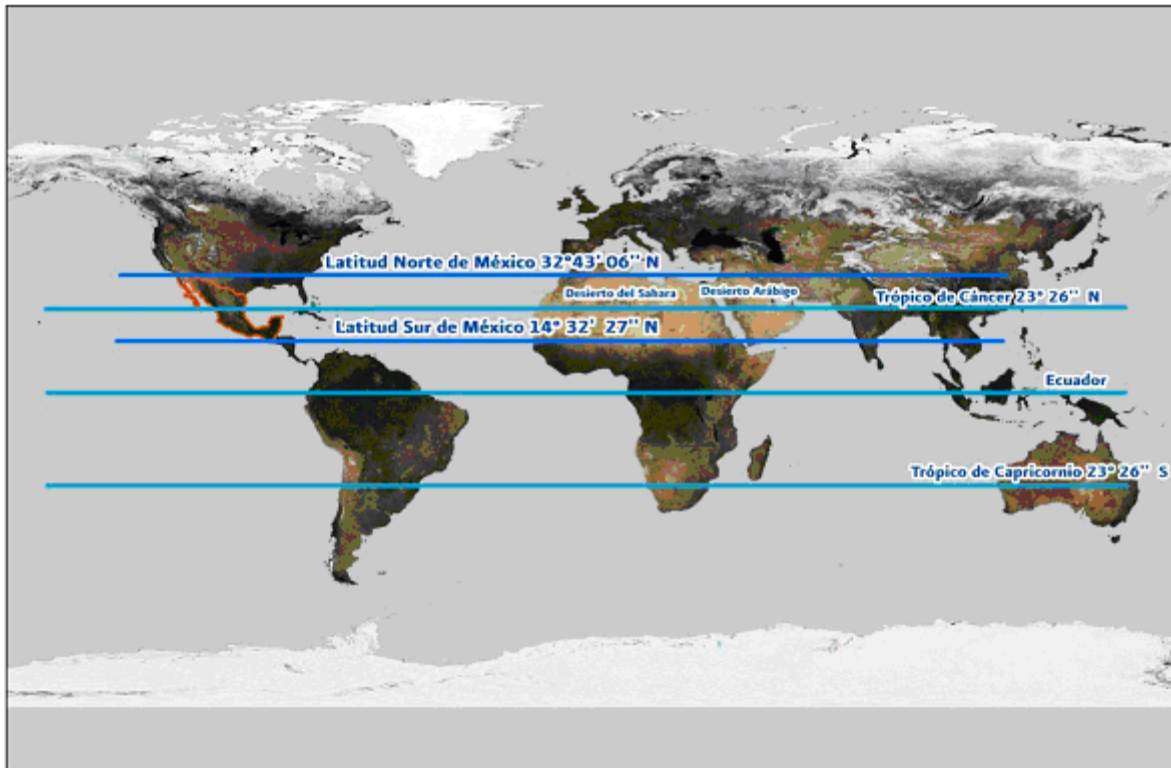 Latitud Norte de México 32°43' 06'' N
Desierto del Sahara
Desierto Arábigo
Trópico de Cáncer 23° 26'' N
Latitud Sur de México 14° 32' 27'' N
Ecuador
Trópico de Capricornio 23° 26'' S